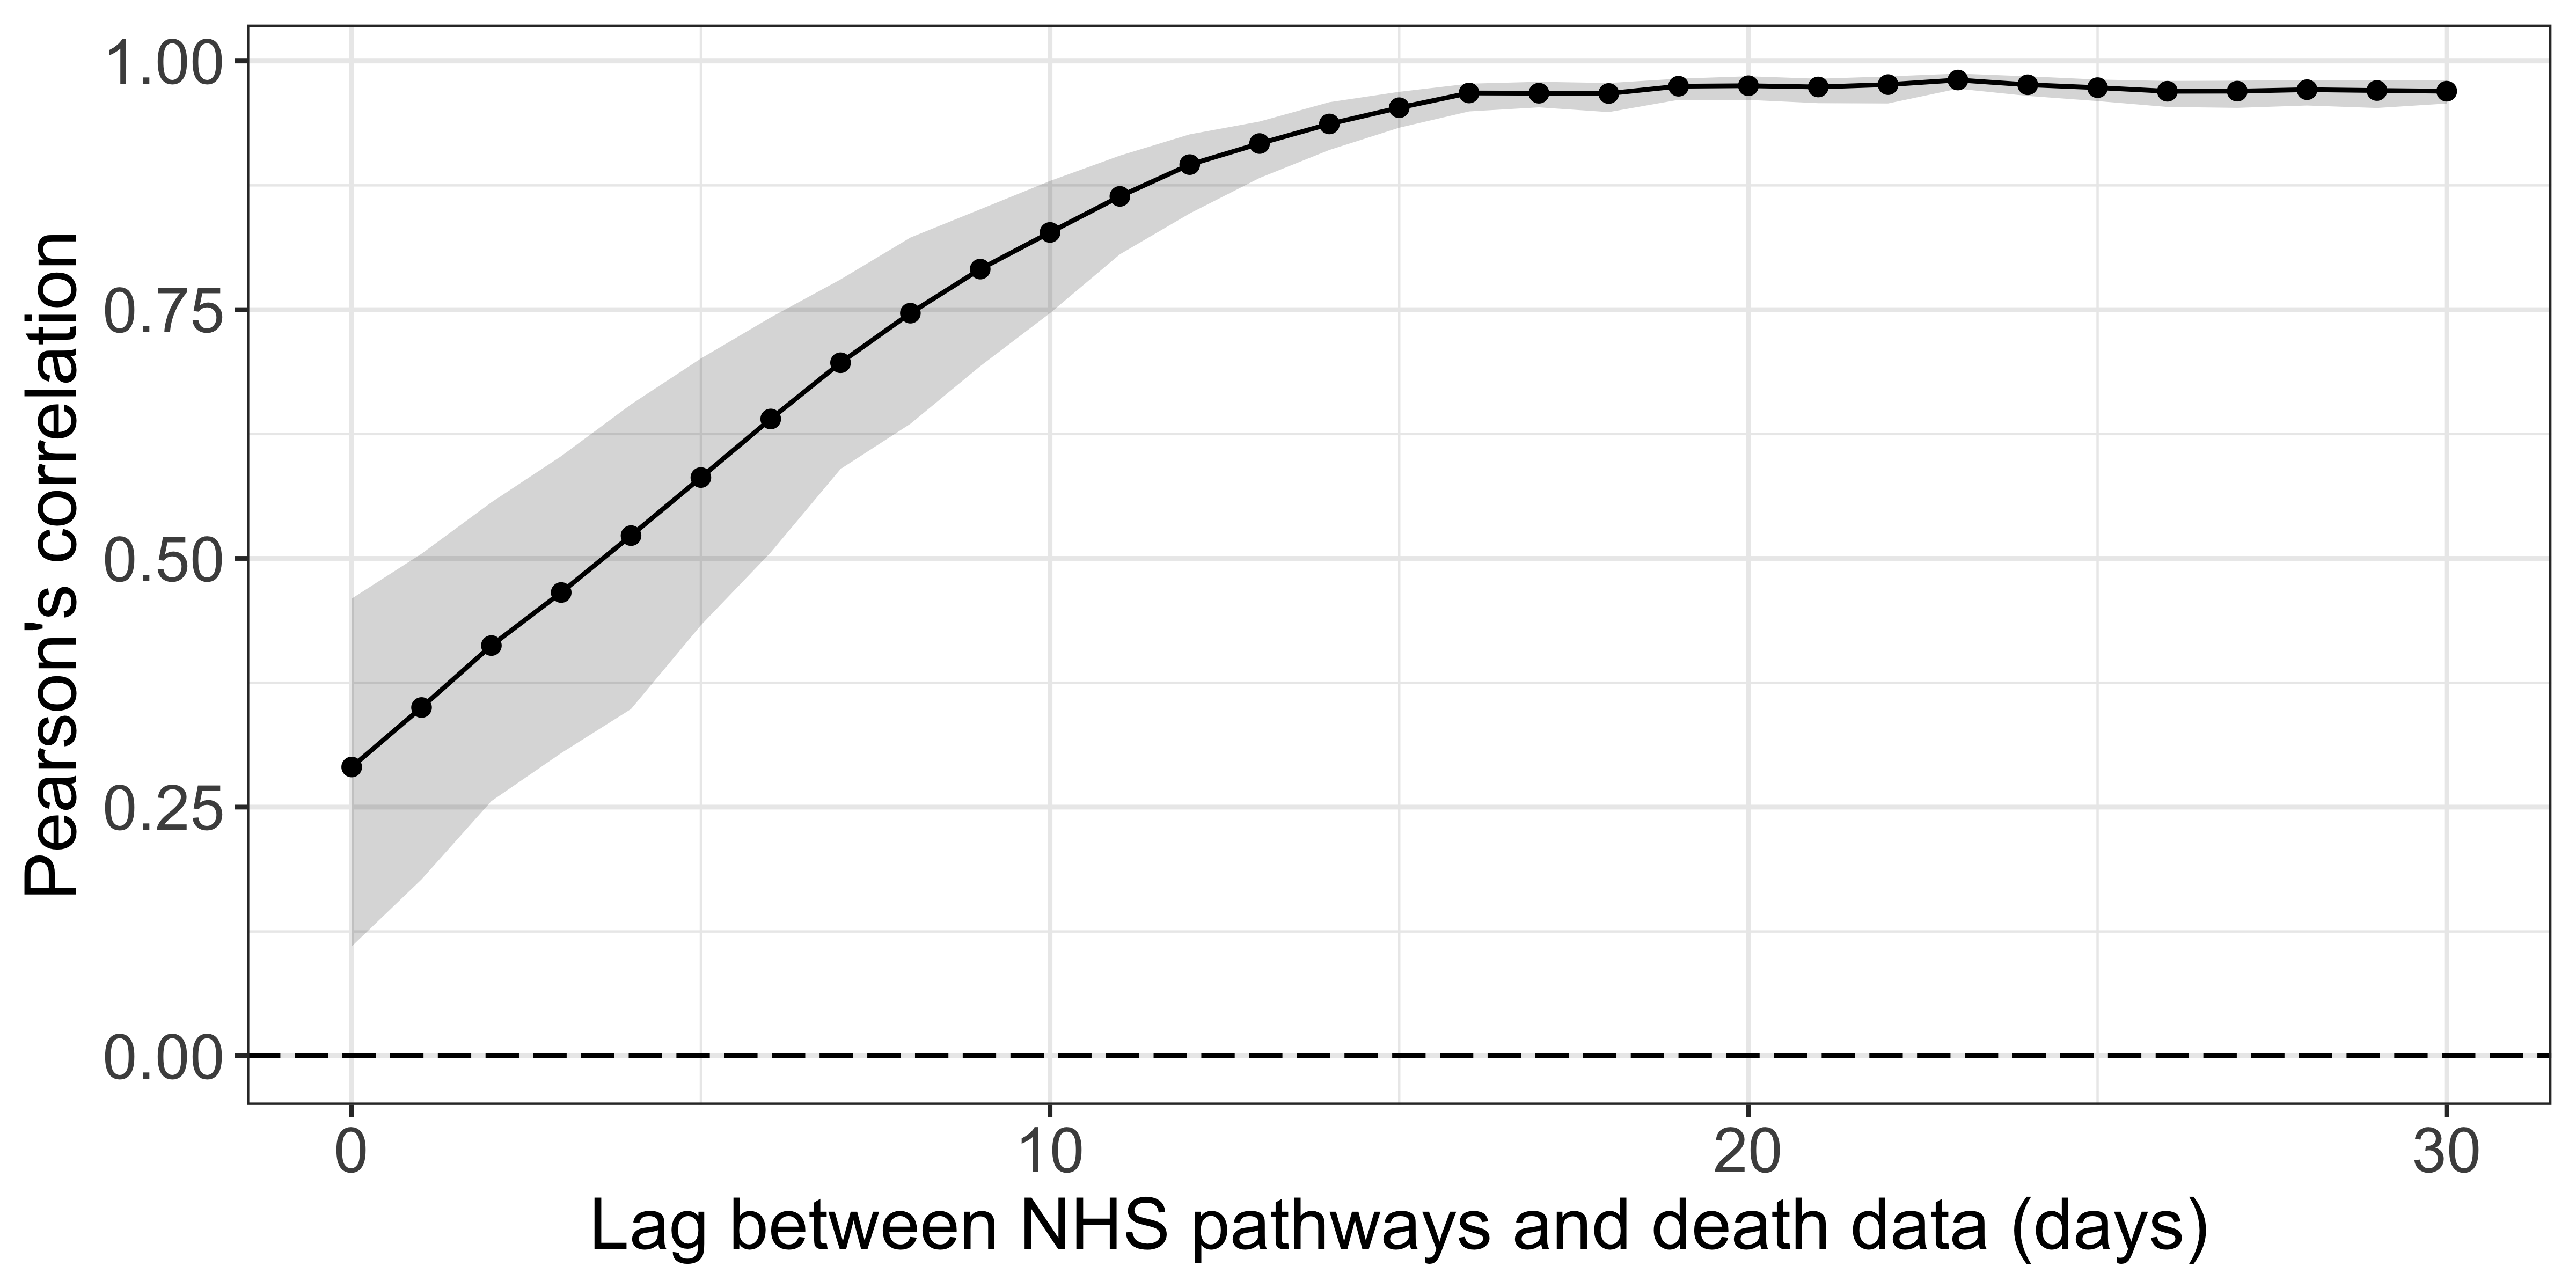 Pearson's correlation
1.00
0.75
0.50
0.25
0.00
0 10 20 30
Lag between NHS pathways and death data (days)